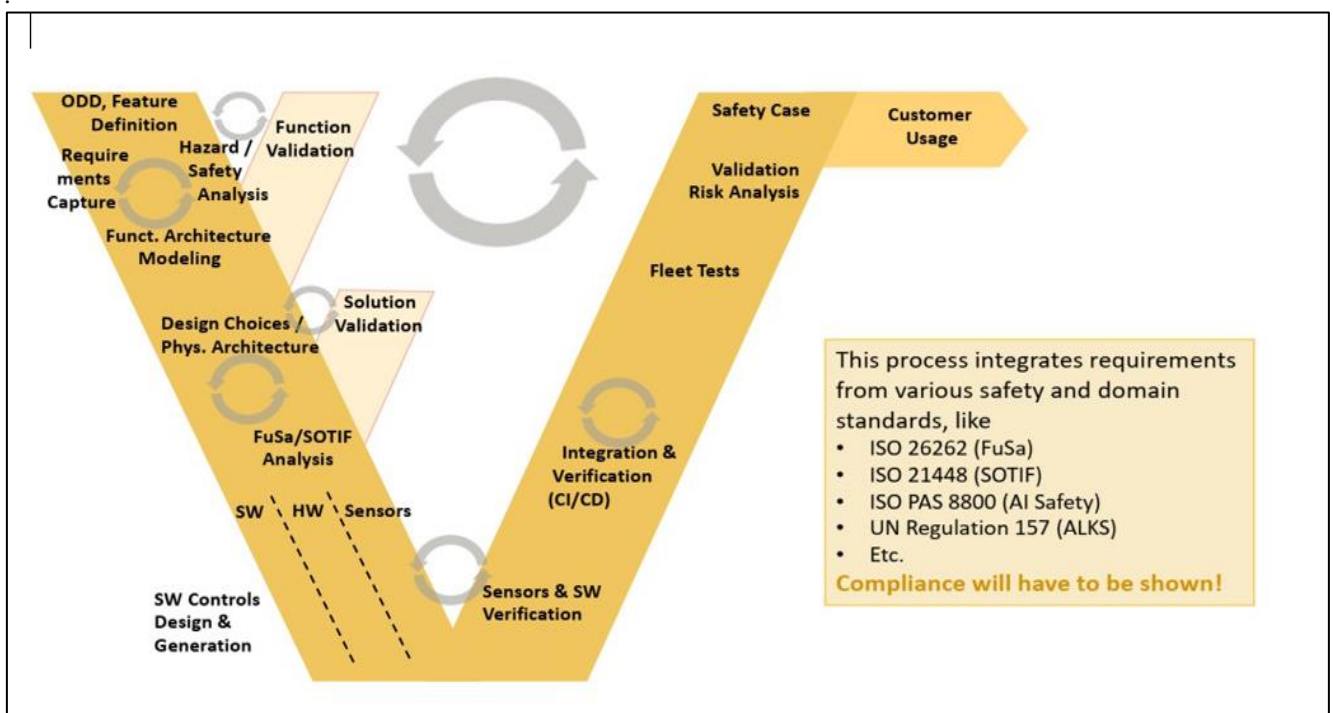 ODD, Feature
Definition
Require
ments
Capture
Hazard /
Safety
Analysis
Function
Validation
Funct. Architecture
Modeling
Design Choices /
Phys. Architecture
Solution
Validation
FuSa/SOTIF
Analysis
SW
HW
Sensors
SW Controls
Design &
Generation
Sensors & SW
Verification
Integration &
Verification
(CI/CD)
Fleet Tests
Validation
Risk Analysis
Safety Case
Customer
Usage
This process integrates requirements
from various safety and domain
standards, like
• ISO 26262 (FuSa)
• ISO 21448 (SOTIF)
• ISO PAS 8800 (AI Safety)
• UN Regulation 157 (ALKS)
• Etc.
Compliance will have to be shown!